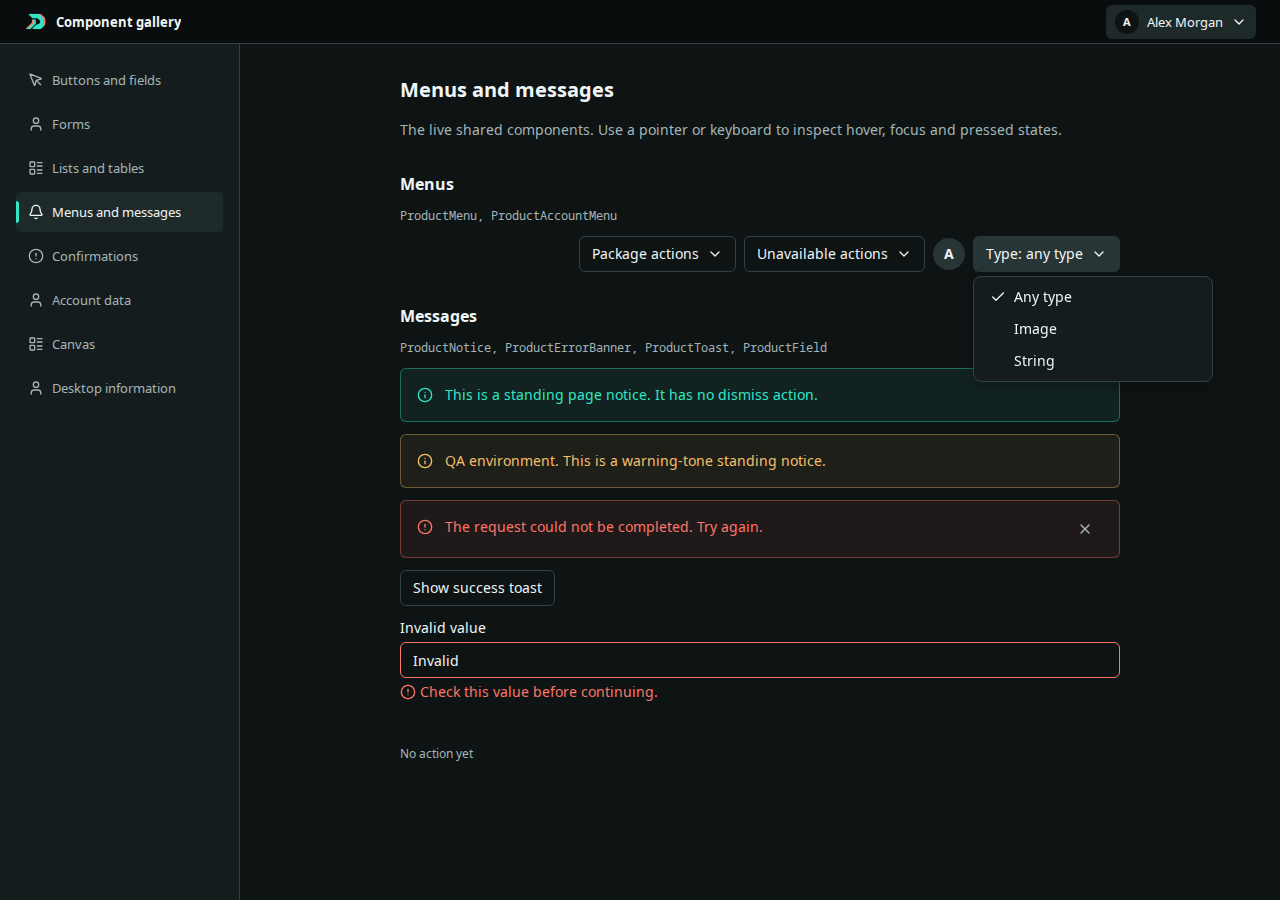 Component gallery
A
Alex Morgan
Buttons and fields
Forms
Lists and tables
Menus and messages
Confirmations
Account data
Canvas
Desktop information
Menus and messages
The live shared components. Use a pointer or keyboard to inspect hover, focus and pressed states.
Menus
ProductMenu, ProductAccountMenu
Package actions
Unavailable actions
A
Type: any type
Any type
Image
String
Messages
ProductNotice, ProductErrorBanner, ProductToast, ProductField
This is a standing page notice. It has no dismiss action.
QA environment. This is a warning-tone standing notice.
The request could not be completed. Try again.
Show success toast
Invalid value
Invalid
Check this value before continuing.
No action yet